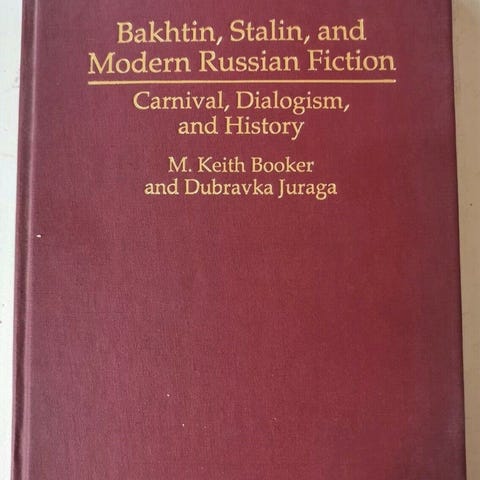 Bakhtin, Stalin, and
Modern Russian Fiction
Carnival, Dialogism,
and History
M. Keith Booker
and Dubravka Juraga